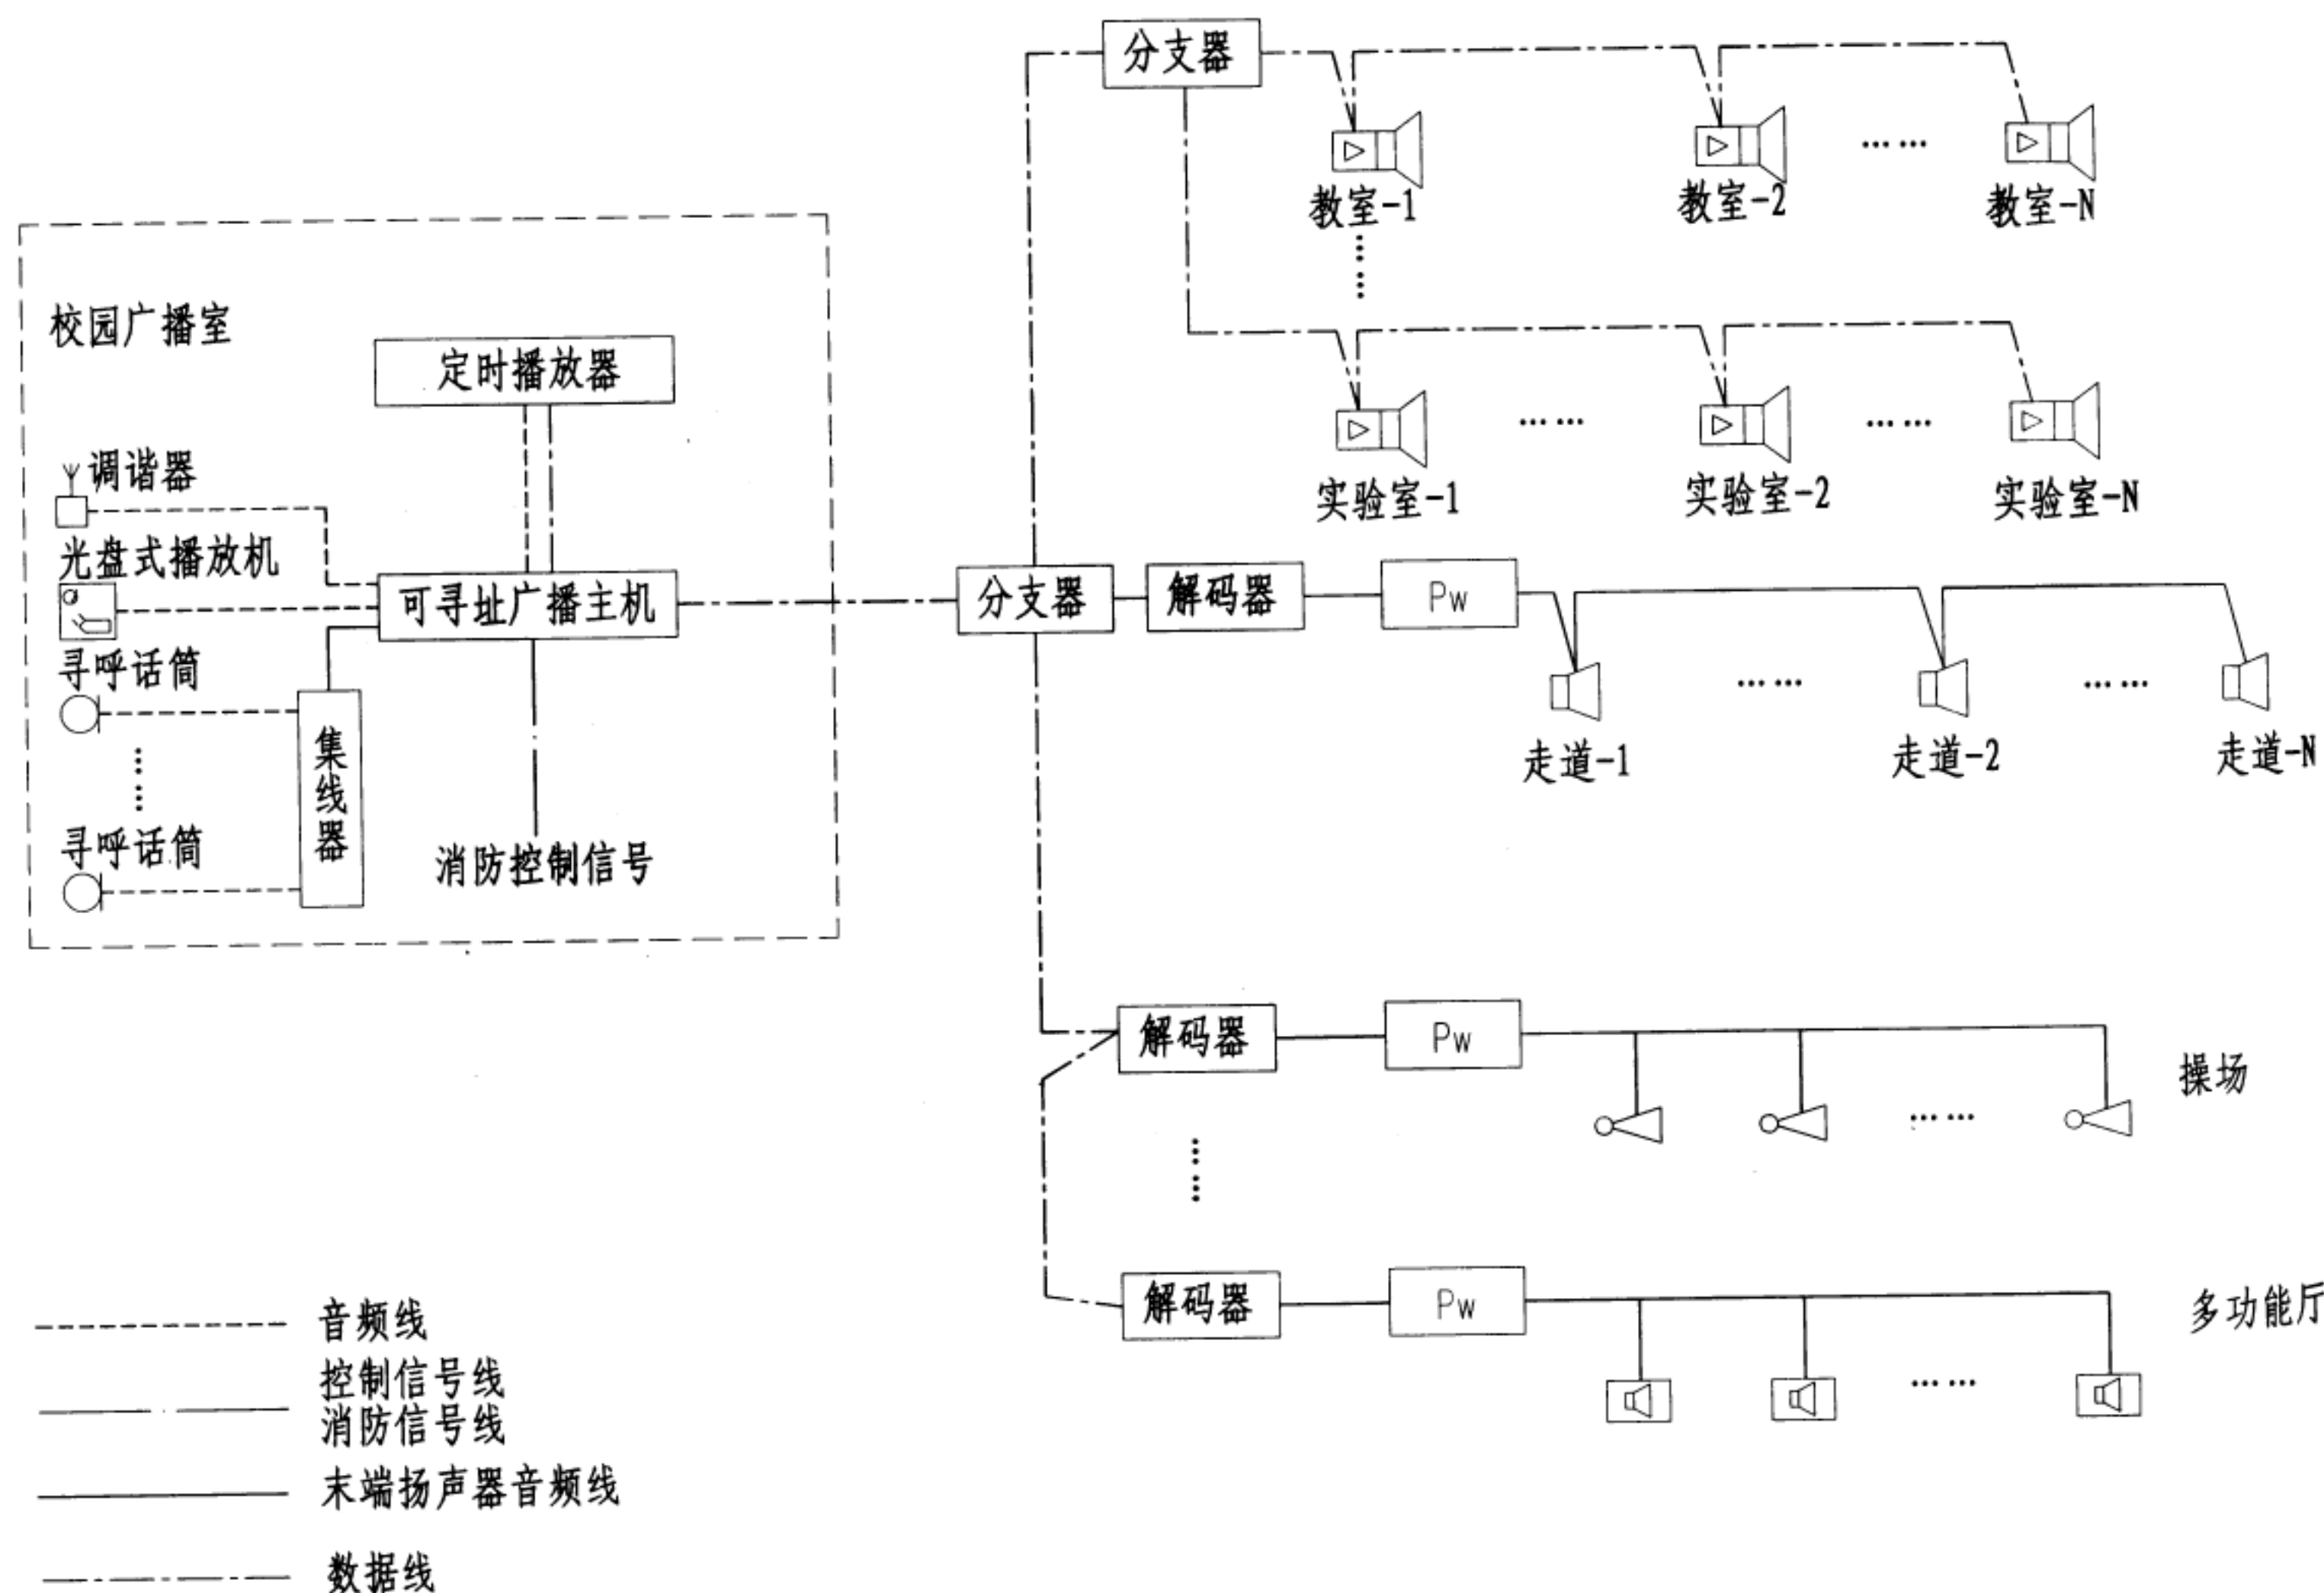 分支器
教室-1
教室-2
教室-N
校园广播室
定时播放器
调谐器
光盘式播放机
可寻址广播主机
寻呼话筒
集线器
寻呼话筒
消防控制信号
实验室-1
实验室-2
实验室-N
分支器
解码器
Pw
走道-1
走道-2
走道-N
解码器
Pw
操场
解码器
Pw
多功能厅
音频线
控制信号线
消防信号线
末端扬声器音频线
数据线